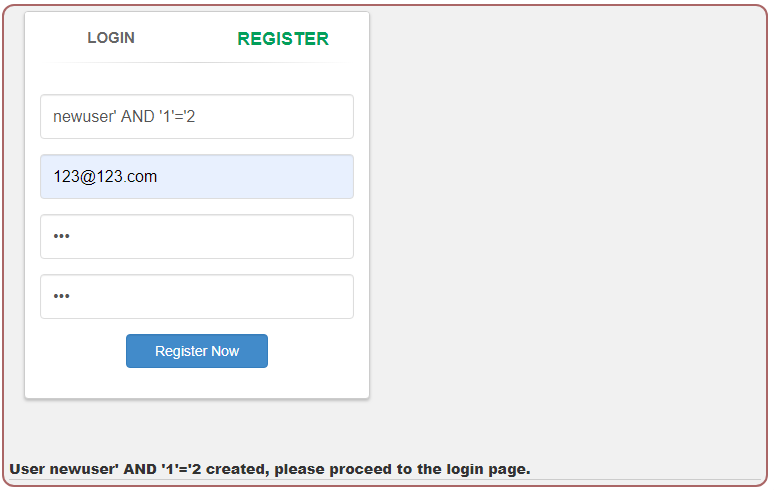 LOGIN REGISTER
newuser' AND '1'='2
123@123.com
•••
•••
Register Now
User newuser' AND '1'='2 created, please proceed to the login page.